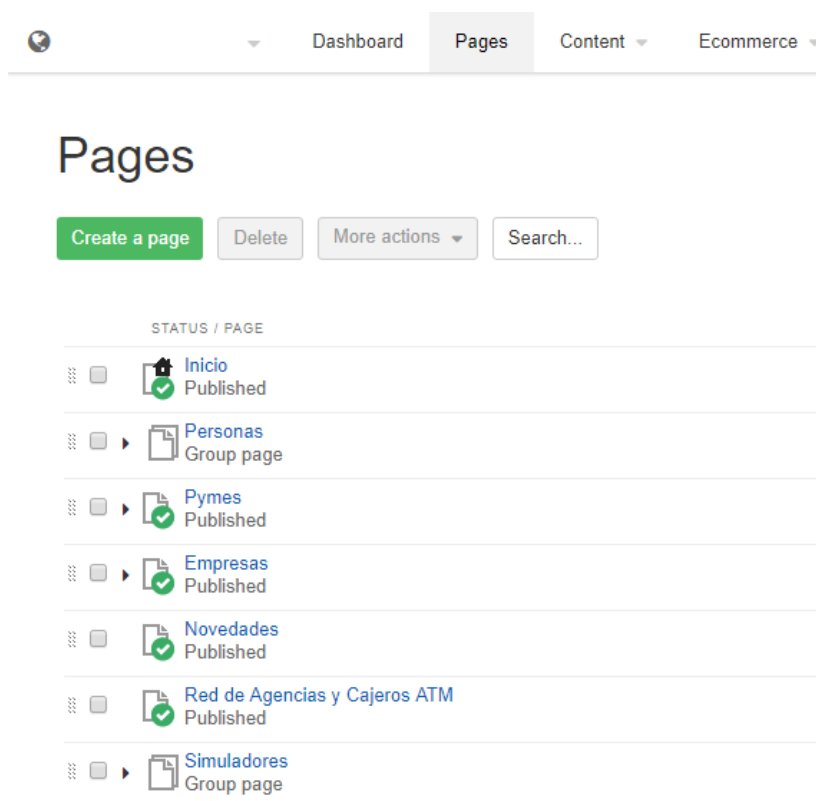 Dashboard Pages Content Ecommerce
Pages
Create a page Delete More actions Search...
STATUS / PAGE
Inicio
Published
Personas
Group page
Pymes
Published
Empresas
Published
Novedades
Published
Red de Agencias y Cajeros ATM
Published
Simuladores
Group page